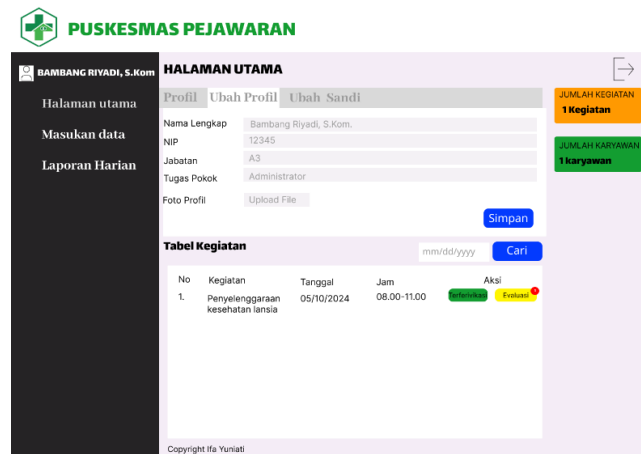 PUSKESMAS PEJAWARAN
BAMBANG RIYADI, S.Kom
Halaman utama
Masukan data
Laporan Harian
HALAMAN UTAMA
Profil Ubah Profil Ubah Sandi
Nama Lengkap Bambang Riyadi, S.Kom.
NIP 12345
Jabatan A3
Tugas Pokok Administrator
Foto Profil Upload File
Simpan
JUMLAH KEGIATAN
1 Kegiatan
JUMLAH KARYAWAN
1 karyawan
Tabel Kegiatan mm/dd/yyyy Cari
No Kegiatan Tanggal Jam Aksi
1. Penyelenggaraan 05/10/2024 08.00-11.00 Terferivikasi Evaluasi
kesehatan lansia
Copyright Ifa Yuniati